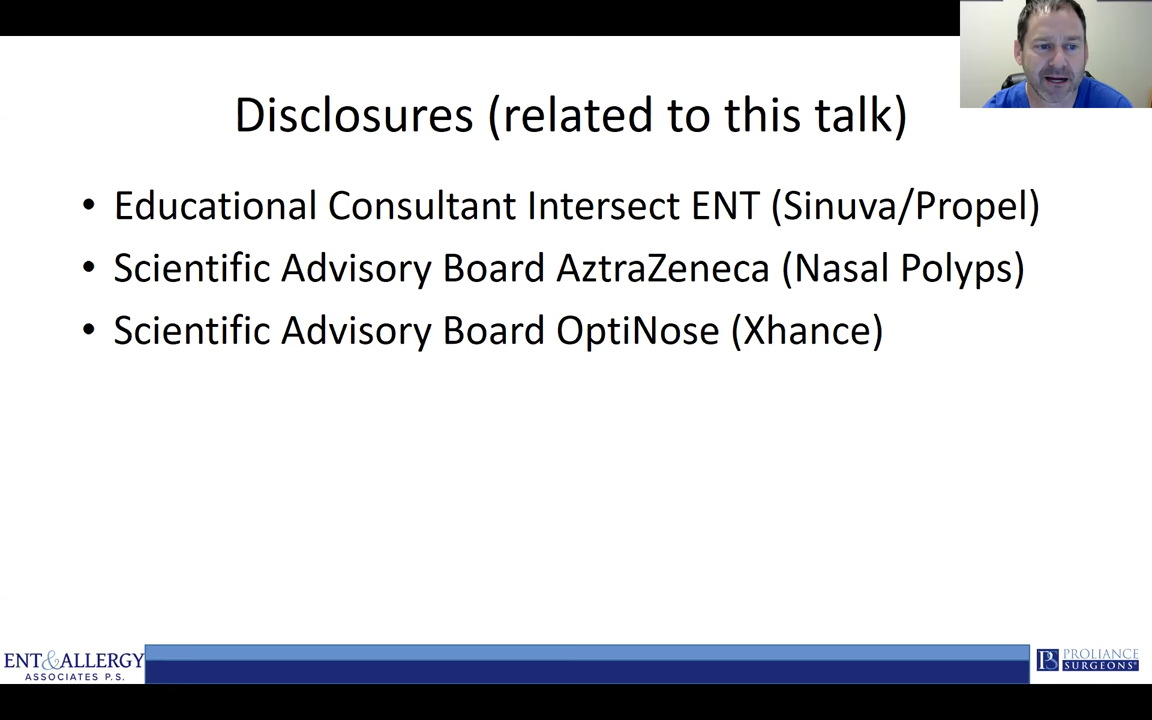 Disclosures (related to this talk)
• Educational Consultant Intersect ENT (Sinuva/Propel)
• Scientific Advisory Board AztraZeneca (Nasal Polyps)
• Scientific Advisory Board OptiNose (Xhance)
ENT&ALLERGY
ASSOCIATES P.S.
PROLIANCE
SURGEONS®